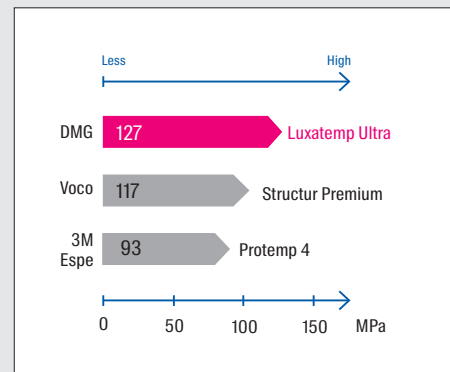 Less High
DMG 127 Luxatemp Ultra
Voco 117 Structur Premium
3M
Espe 93 Protemp 4
0 50 100 150 MPa